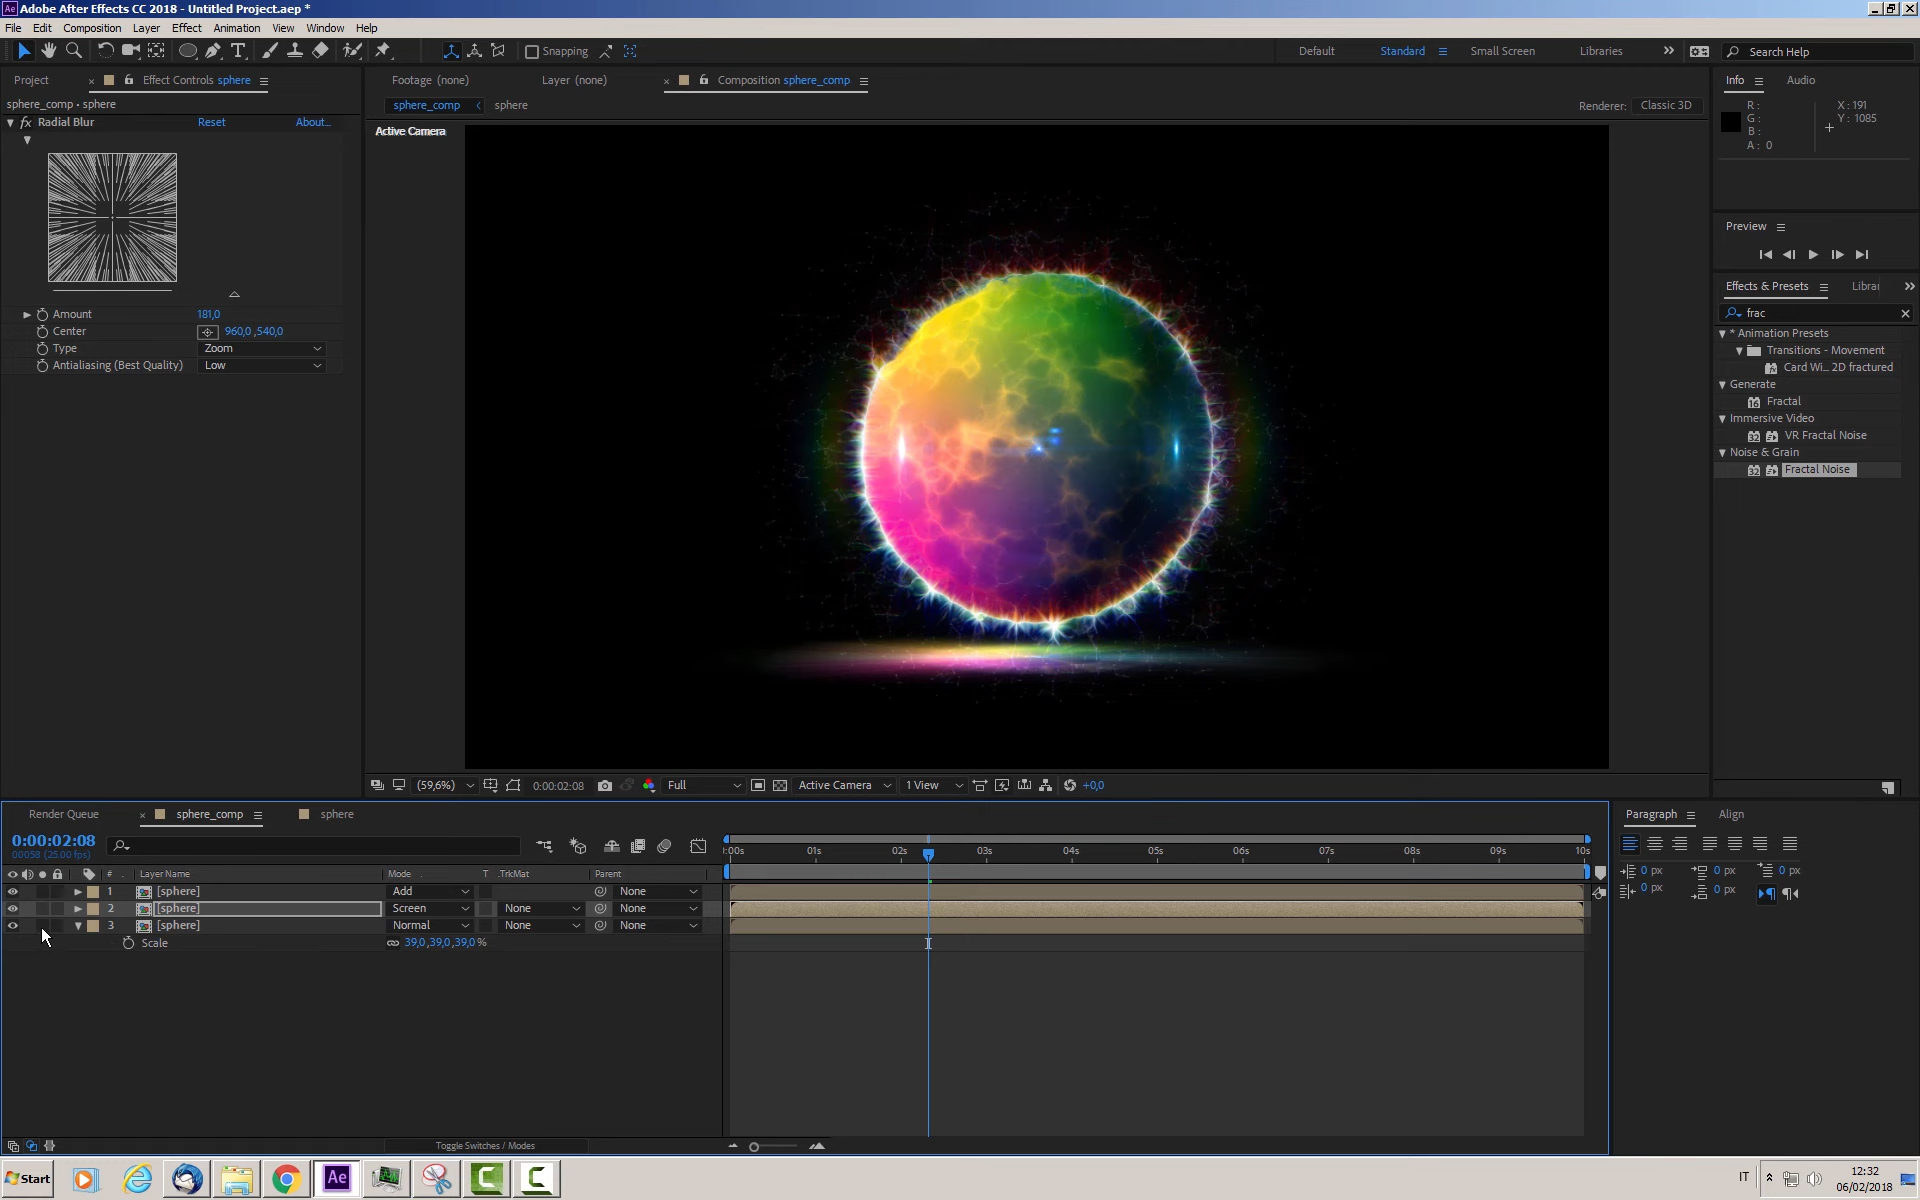 Adobe After Effects CC 2018 - Untitled Project.aep *
File Edit Composition Layer Effect Animation View Window Help
Snapping
Default Standard Small Screen Libraries
Search Help
Project
Effect Controls sphere
Footage (none)
Layer (none)
Composition sphere_comp
Info
Audio
sphere_comp • sphere
sphere_comp sphere
Renderer: Classic 3D
R :
G :
B :
A : 0
X : 191
Y : 1085
fx Radial Blur Reset About...
Active Camera
Preview
Effects & Presets
Librai
frac
* Animation Presets
Transitions - Movement
Card Wi... 2D fractured
Generate
Fractal
Immersive Video
VR Fractal Noise
Noise & Grain
Fractal Noise
Amount 181,0
Center 960,0 ,540,0
Type Zoom
Antialiasing (Best Quality) Low
(59,6%) 0:00:02:08 Full Active Camera 1 View +0,0
Render Queue
sphere_comp
sphere
0:00:02:08
00058 (25.00 fps)
:00s 01s 02s 03s 04s 05s 06s 07s 08s 09s 10s
# Layer Name Mode T .TrkMat Parent
1 [sphere] Add None
2 [sphere] Screen None None
3 [sphere] Normal None None
Scale 39,0,39,0,39,0 %
Toggle Switches / Modes
Paragraph
Align
0 px 0 px 0 px
0 px 0 px
Start
Ae
IT
12:32
06/02/2018